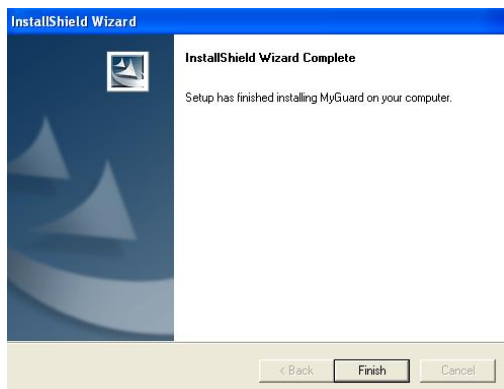 InstallShield Wizard
InstallShield Wizard Complete
Setup has finished installing MyGuard on your computer.
< Back
Finish
Cancel